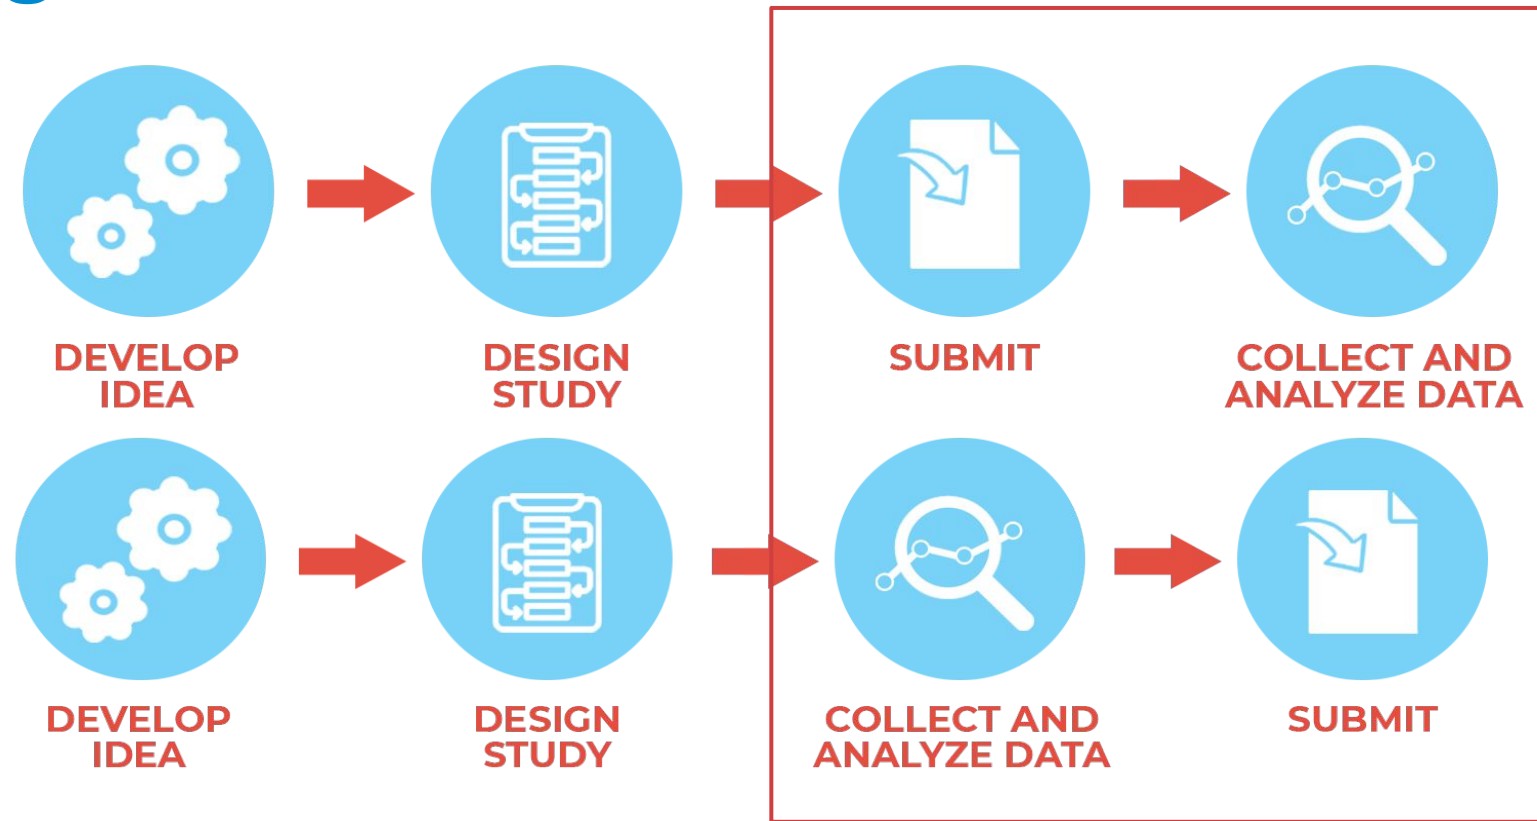 DEVELOP
IDEA
DESIGN
STUDY
SUBMIT
COLLECT AND
ANALYZE DATA
DEVELOP
IDEA
DESIGN
STUDY
COLLECT AND
ANALYZE DATA
SUBMIT